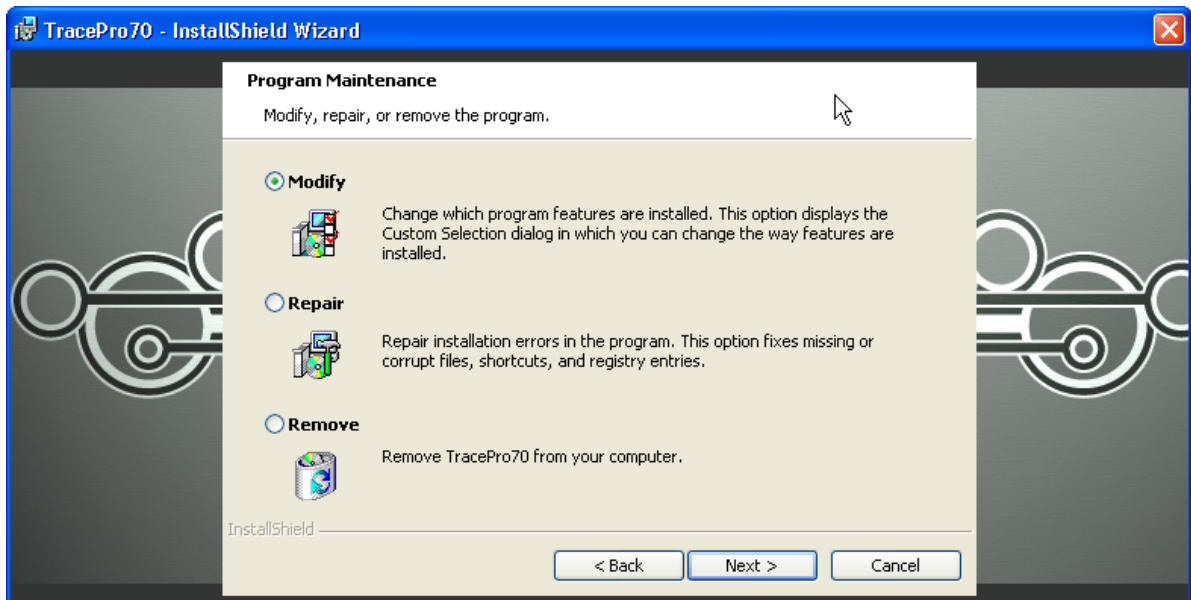 TracePro70 - InstallShield Wizard
Program Maintenance
Modify, repair, or remove the program.
Modify
Change which program features are installed. This option displays the
Custom Selection dialog in which you can change the way features are
installed.
Repair
Repair installation errors in the program. This option fixes missing or
corrupt files, shortcuts, and registry entries.
Remove
Remove TracePro70 from your computer.
InstallShield
< Back
Next >
Cancel